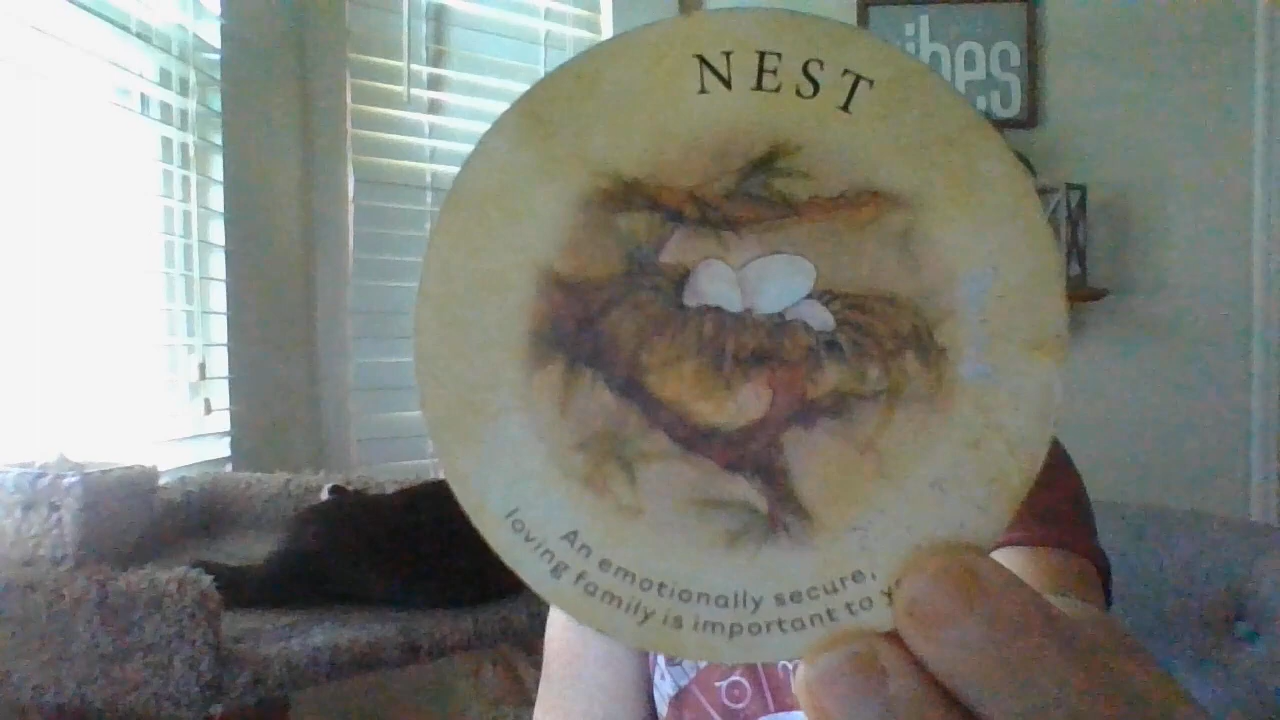 NEST
ibes
An emotionally secure,
loving family is important to y